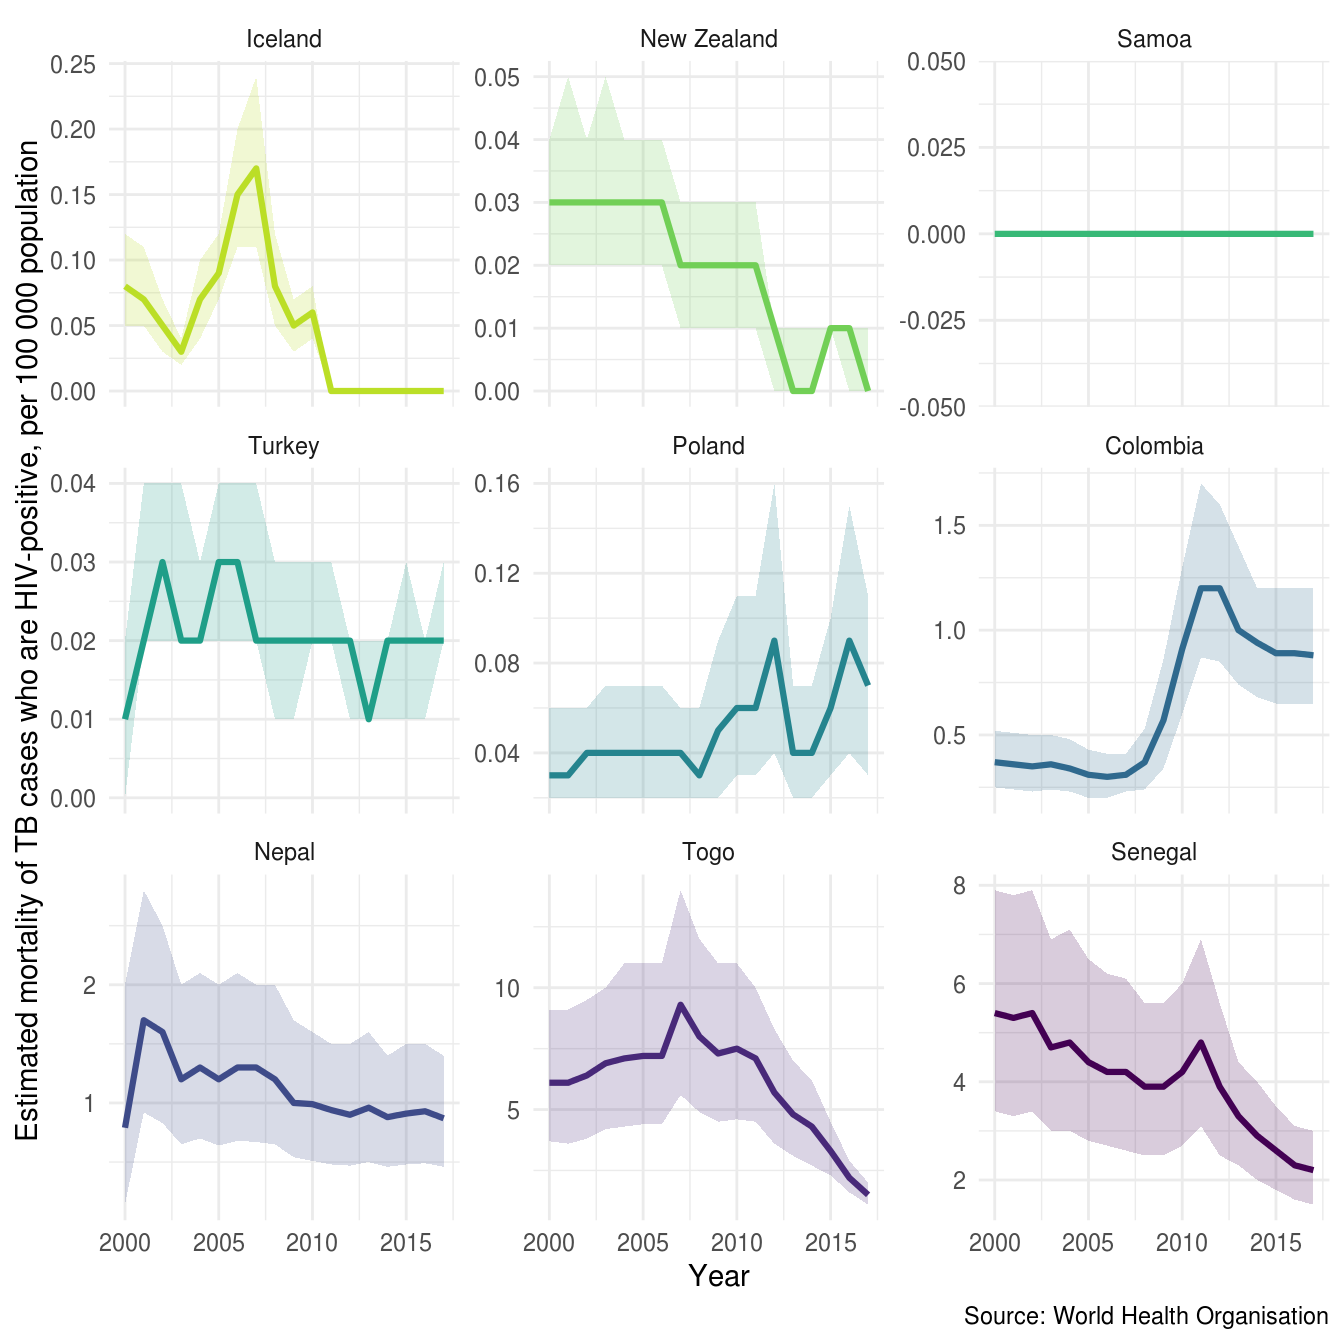 Iceland New Zealand Samoa
0.25 0.20 0.15 0.10 0.05 0.00
0.05 0.04 0.03 0.02 0.01 0.00
0.050 0.025 0.000 -0.025 -0.050
Turkey Poland Colombia
0.04 0.03 0.02 0.01 0.00
0.16 0.12 0.08 0.04
1.5 1.0 0.5
Nepal Togo Senegal
2 1
10 5
8 6 4 2
2000 2005 2010 2015 2000 2005 2010 2015 2000 2005 2010 2015
Estimated mortality of TB cases who are HIV-positive, per 100 000 population
Year
Source: World Health Organisation